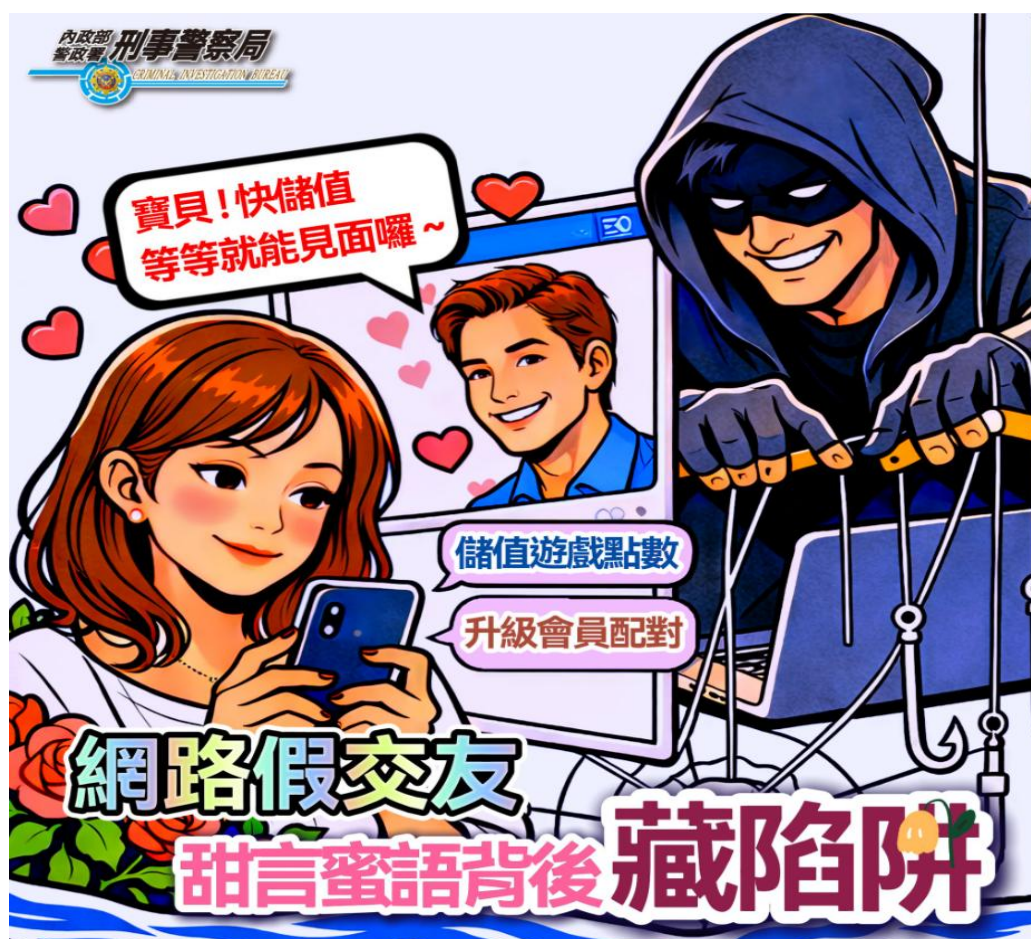 內政部
警政署
刑事警察局
CRIMINAL INVESTIGATION BUREAU
寶貝!快儲值
等等就能見面囉~
儲值遊戲點數
升級會員配對
網路假交友
甜言蜜語背後
藏陷阱